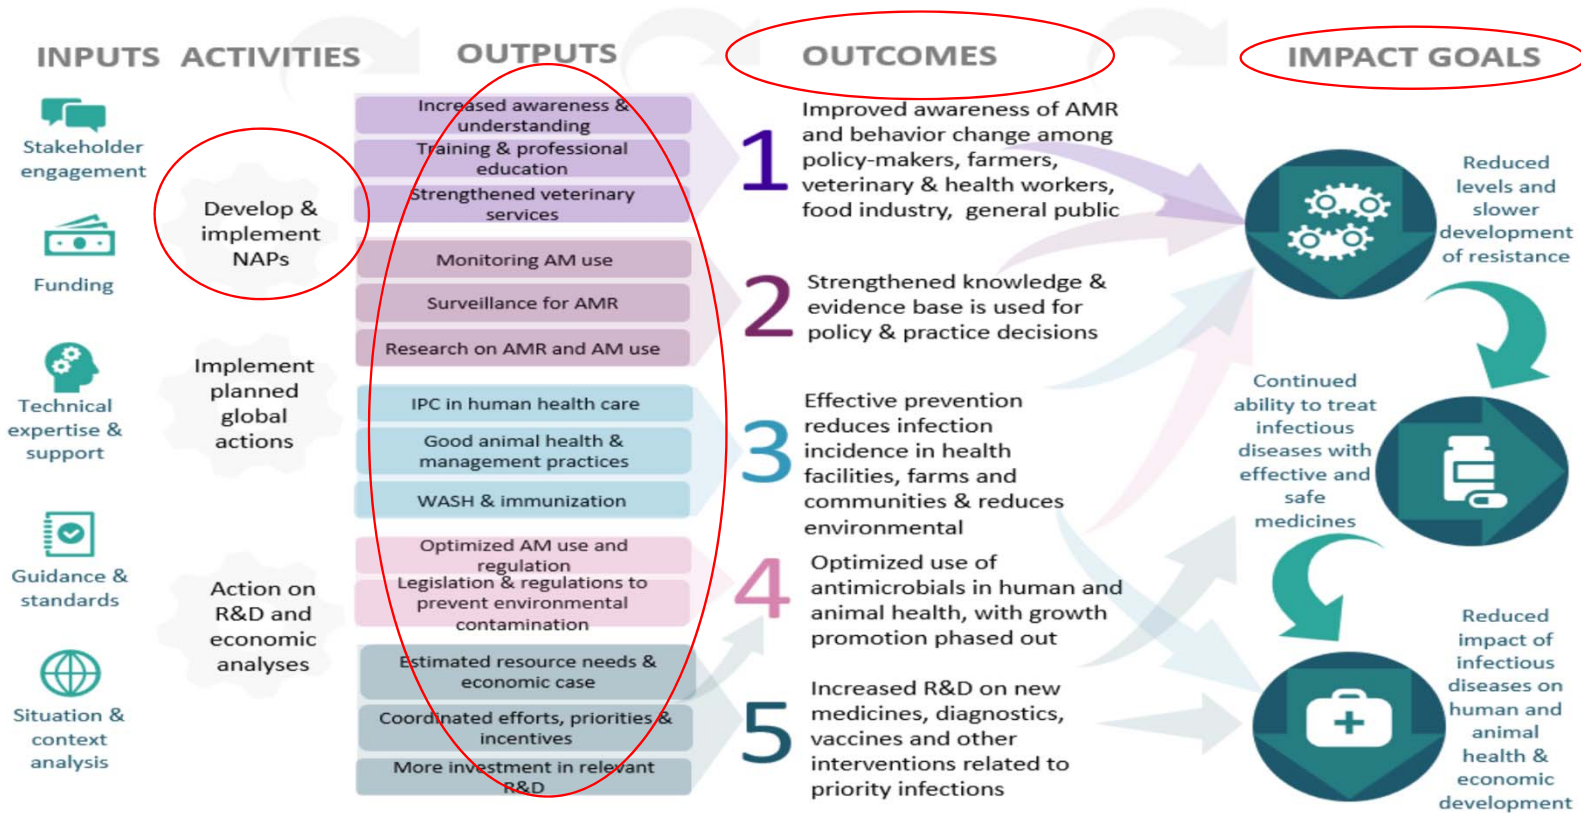 INPUTS
ACTIVITIES
OUTPUTS
OUTCOMES
IMPACT GOALS
Stakeholder
engagement
Funding
Technical
expertise &
support
Guidance &
standards
Situation &
context
analysis
Develop &
implement
NAPs
Implement
planned
global
actions
Action on
R&D and
economic
analyses
Increased awareness &
understanding
Training & professional
education
Strengthened veterinary
services
Monitoring AM use
Surveillance for AMR
Research on AMR and AM use
IPC in human health care
Good animal health &
management practices
WASH & immunization
Optimized AM use and
regulation
Legislation & regulations to
prevent environmental
contamination
Estimated resource needs &
economic case
Coordinated efforts, priorities &
incentives
More investment in relevant
R&D
1
Improved awareness of AMR
and behavior change among
policy-makers, farmers,
veterinary & health workers,
food industry, general public
2
Strengthened knowledge &
evidence base is used for
policy & practice decisions
3
Effective prevention
reduces infection
incidence in health
facilities, farms and
communities & reduces
environmental
4
Optimized use of
antimicrobials in human and
animal health, with growth
promotion phased out
5
Increased R&D on new
medicines, diagnostics,
vaccines and other
interventions related to
priority infections
Reduced
levels and
slower
development
of resistance
Continued
ability to treat
infectious
diseases with
effective and
safe
medicines
Reduced
impact of
infectious
diseases on
human and
animal
health &
economic
development